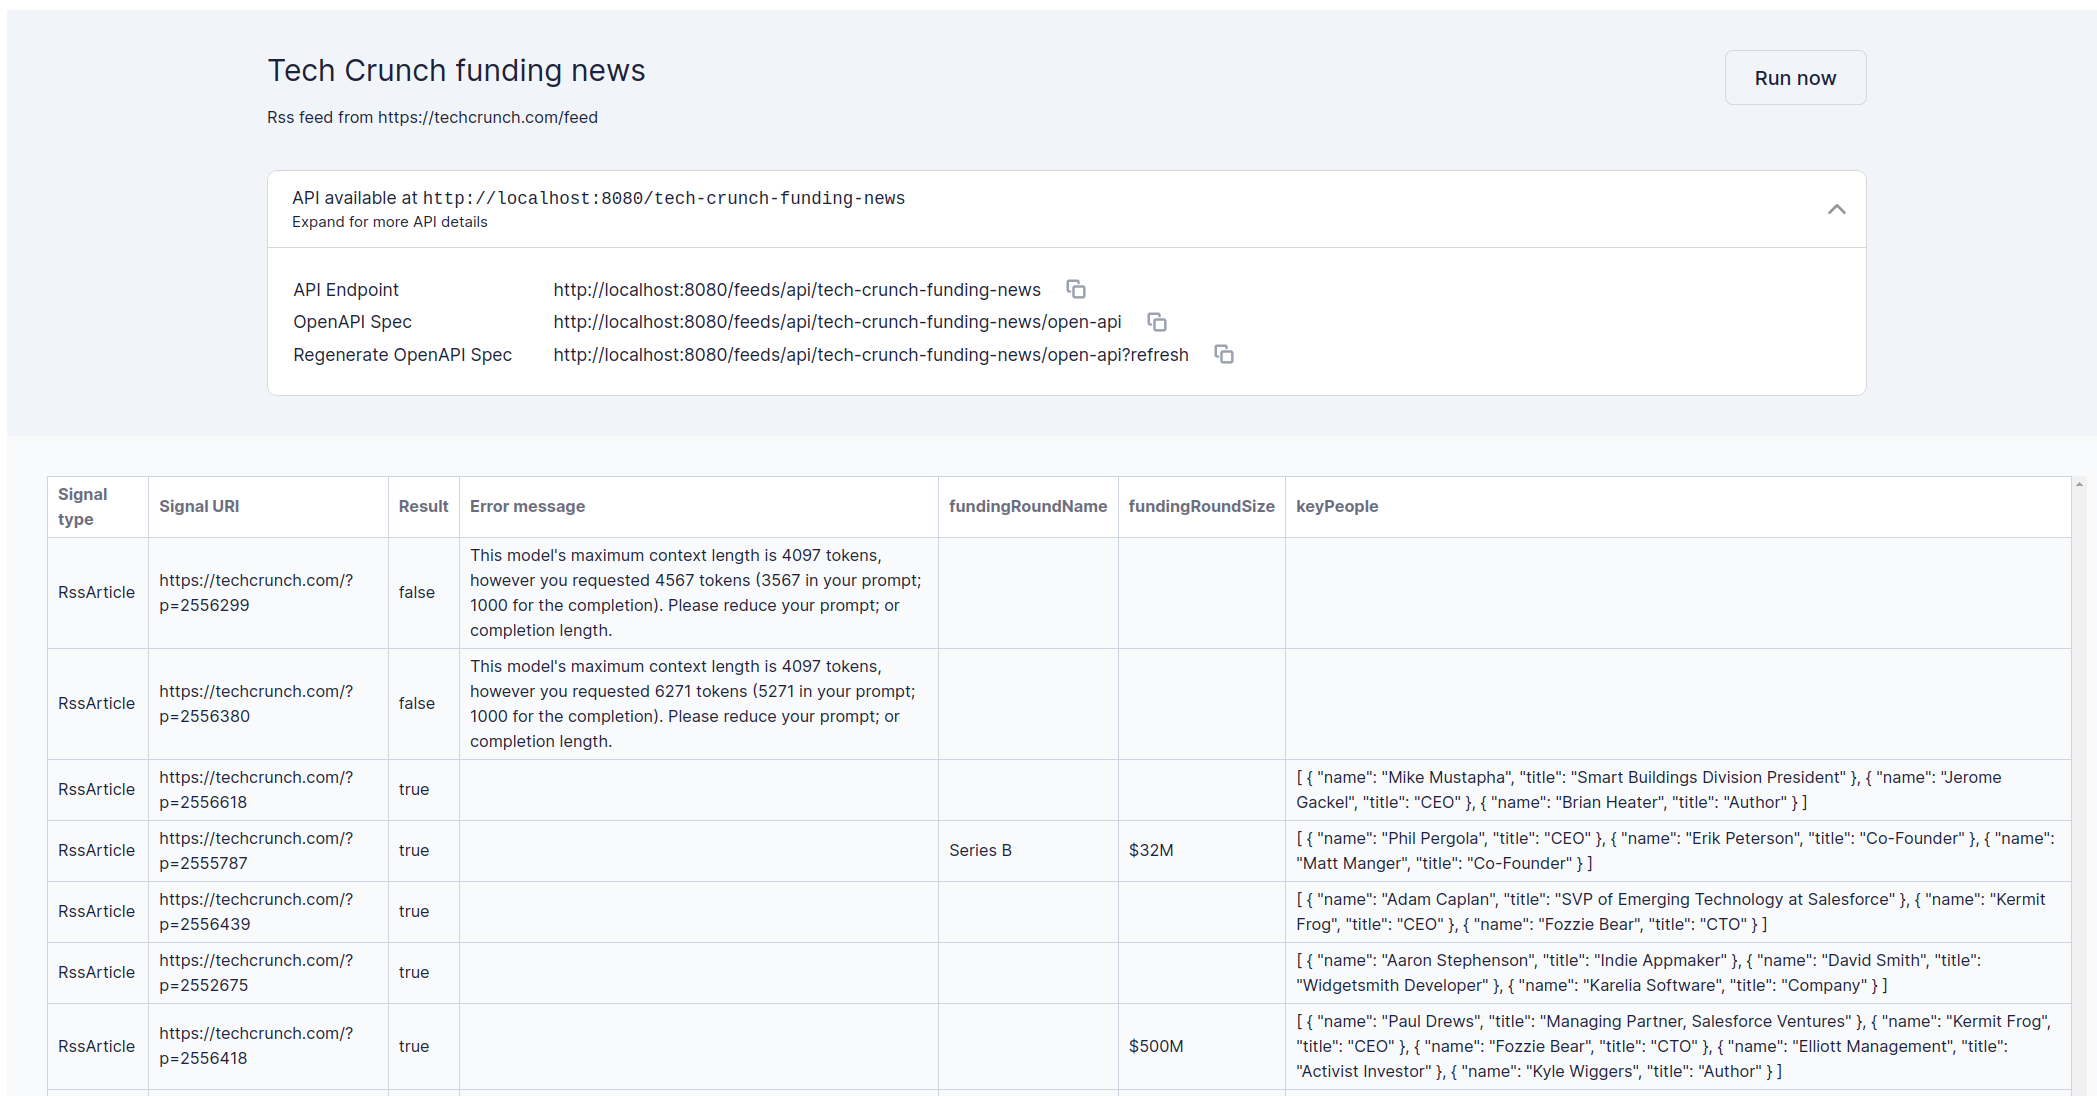 Tech Crunch funding news
Run now
Rss feed from https://techcrunch.com/feed
API available at http://localhost:8080/tech-crunch-funding-news
Expand for more API details
API Endpoint http://localhost:8080/feeds/api/tech-crunch-funding-news
OpenAPI Spec http://localhost:8080/feeds/api/tech-crunch-funding-news/open-api
Regenerate OpenAPI Spec http://localhost:8080/feeds/api/tech-crunch-funding-news/open-api?refresh
Signal
type
Signal URI
Result
Error message
fundingRoundName
fundingRoundSize
keyPeople
RssArticle
https://techcrunch.com/?
p=2556299
false
This model's maximum context length is 4097 tokens,
however you requested 4567 tokens (3567 in your prompt;
1000 for the completion). Please reduce your prompt; or
completion length.
RssArticle
https://techcrunch.com/?
p=2556380
false
This model's maximum context length is 4097 tokens,
however you requested 6271 tokens (5271 in your prompt;
1000 for the completion). Please reduce your prompt; or
completion length.
RssArticle
https://techcrunch.com/?
p=2556618
true
[ { "name": "Mike Mustapha", "title": "Smart Buildings Division President" }, { "name": "Jerome
Gackel", "title": "CEO" }, { "name": "Brian Heater", "title": "Author" } ]
RssArticle
https://techcrunch.com/?
p=2555787
true
Series B
$32M
[ { "name": "Phil Pergola", "title": "CEO" }, { "name": "Erik Peterson", "title": "Co-Founder" }, { "name":
"Matt Manger", "title": "Co-Founder" } ]
RssArticle
https://techcrunch.com/?
p=2556439
true
[ { "name": "Adam Caplan", "title": "SVP of Emerging Technology at Salesforce" }, { "name": "Kermit
Frog", "title": "CEO" }, { "name": "Fozzie Bear", "title": "CTO" } ]
RssArticle
https://techcrunch.com/?
p=2552675
true
[ { "name": "Aaron Stephenson", "title": "Indie Appmaker" }, { "name": "David Smith", "title":
"Widgetsmith Developer" }, { "name": "Karelia Software", "title": "Company" } ]
RssArticle
https://techcrunch.com/?
p=2556418
true
$500M
[ { "name": "Paul Drews", "title": "Managing Partner, Salesforce Ventures" }, { "name": "Kermit Frog",
"title": "CEO" }, { "name": "Fozzie Bear", "title": "CTO" }, { "name": "Elliott Management", "title":
"Activist Investor" }, { "name": "Kyle Wiggers", "title": "Author" } ]